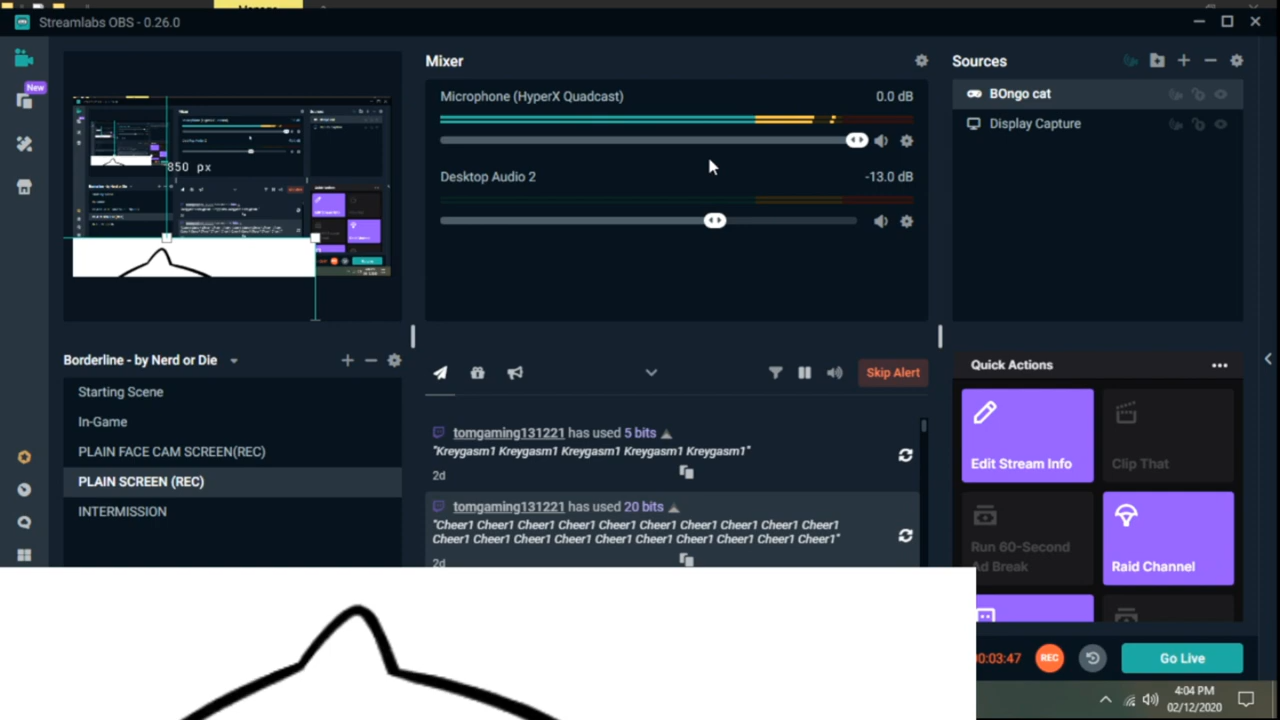 Streamlabs OBS - 0.26.0
New
850 px
Mixer
Microphone (HyperX Quadcast)
0.0 dB
Desktop Audio 2
-13.0 dB
Sources
BOngo cat
Display Capture
Borderline - by Nerd or Die
Starting Scene
In-Game
PLAIN FACE CAM SCREEN(REC)
PLAIN SCREEN (REC)
INTERMISSION
Skip Alert
tomgaming131221 has used 5 bits
"Kreygasm1 Kreygasm1 Kreygasm1 Kreygasm1 Kreygasm1"
2d
tomgaming131221 has used 20 bits
"Cheer1 Cheer1 Cheer1 Cheer1 Cheer1 Cheer1 Cheer1 Cheer1 Cheer1 Cheer1
Cheer1 Cheer1 Cheer1 Cheer1 Cheer1 Cheer1 Cheer1 Cheer1 Cheer1 Cheer1"
2d
Quick Actions
Edit Stream Info
Clip That
Run 60-Second
Ad Break
Raid Channel
0:03:47
REC
Go Live
4:04 PM
02/12/2020